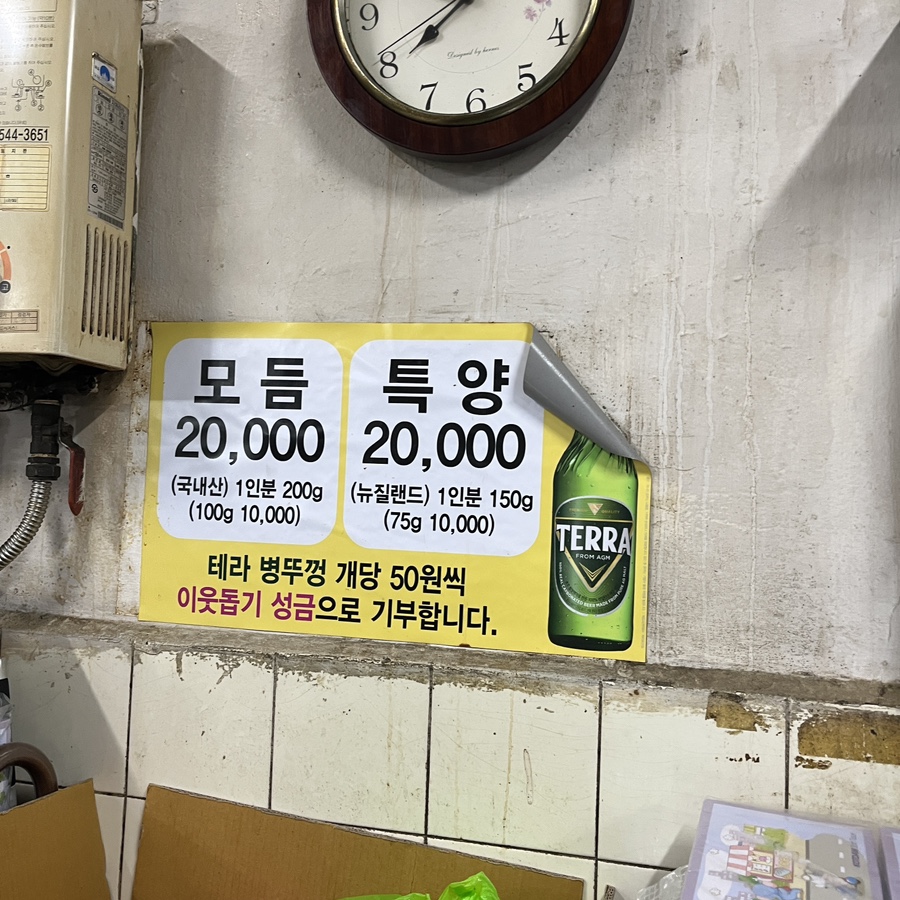 9
8
7
6
5
4
544-3651
모듬
20,000
(국내산) 1인분 200g
(100g 10,000)
특양
20,000
(뉴질랜드) 1인분 150g
(75g 10,000)
테라 병뚜껑 개당 50원씩
이웃돕기 성금으로 기부합니다.
TERRA
FROM AGM